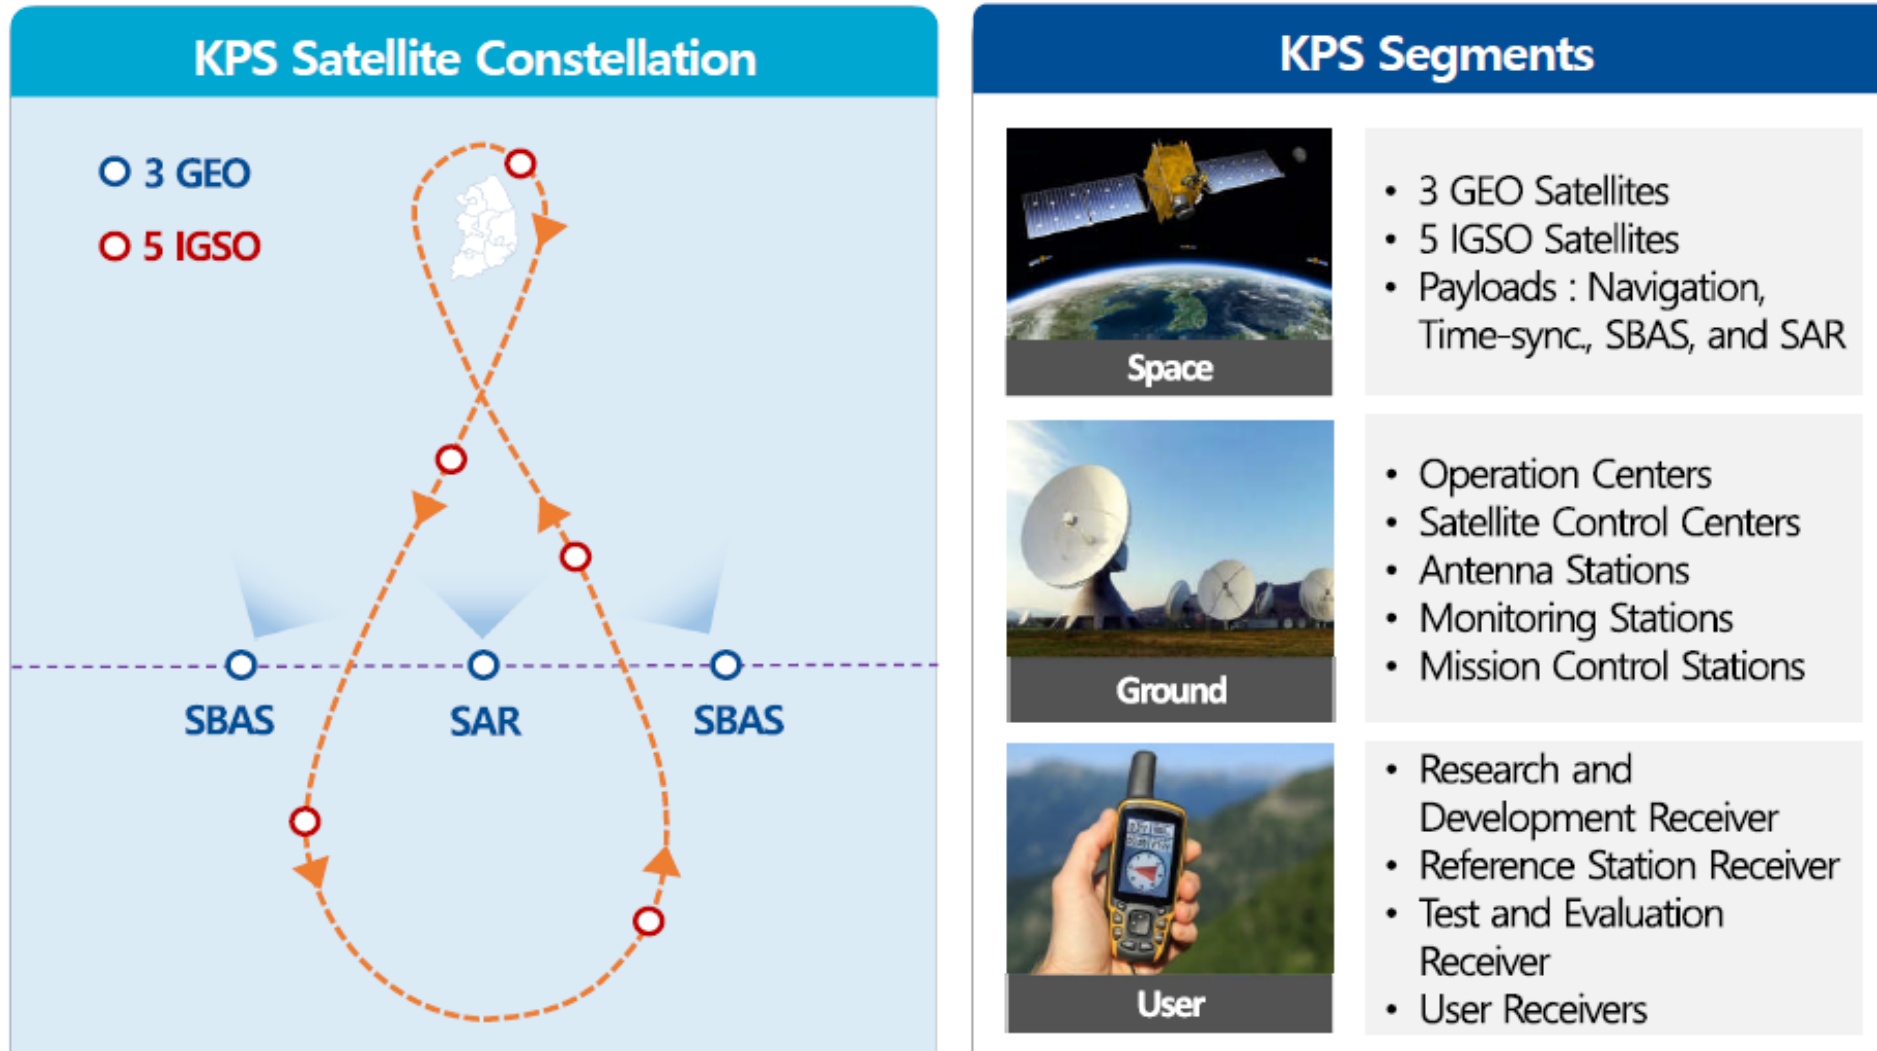 KPS Satellite Constellation
3 GEO
5 IGSO
SBAS
SAR
SBAS
KPS Segments
Space
• 3 GEO Satellites
• 5 IGSO Satellites
• Payloads : Navigation,
Time-sync., SBAS, and SAR
Ground
• Operation Centers
• Satellite Control Centers
• Antenna Stations
• Monitoring Stations
• Mission Control Stations
User
• Research and
Development Receiver
• Reference Station Receiver
• Test and Evaluation
Receiver
• User Receivers